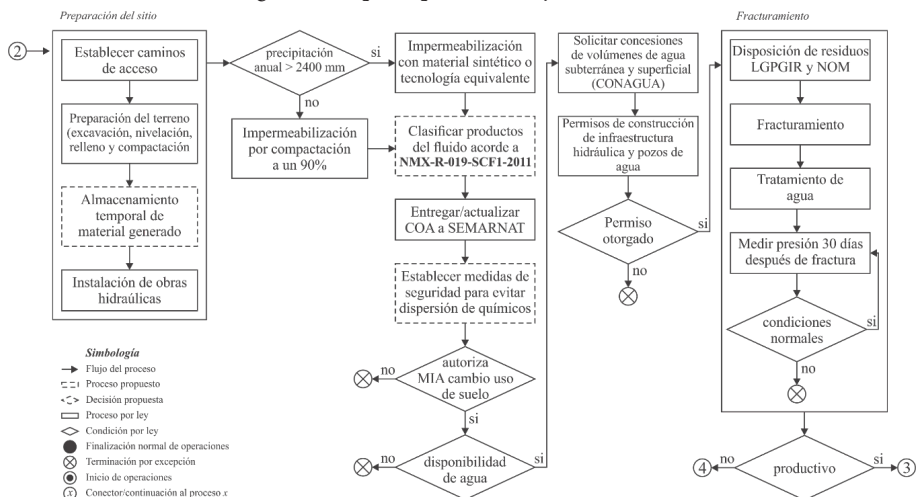 Preparación del sitio
2
Establecer caminos
de acceso
Preparación del terreno
(excavación, nivelación,
relleno y compactación)
Almacenamiento
temporal de
material generado
Instalación de obras
hidraúlicas
precipitación
anual > 2400 mm
si
no
Impermeabilización
por compactación
a un 90%
Impermeabilización
con material sintético o
tecnología equivalente
Clasificar productos
del fluido acorde a
NMX-R-019-SCF1-2011
Entregar/actualizar
COA a SEMARNAT
Establecer medidas de
seguridad para evitar
dispersión de químicos
autoriza
MIA cambio uso
de suelo
no
si
disponibilidad
de agua
no
si
Solicitar concesiones
de volúmenes de agua
subterránea y superficial
(CONAGUA)
Permisos de construcción
de infraestructura
hidráulica y pozos de
agua
Permiso
otorgado
si
no
Fracturamiento
Disposición de residuos
LGPGIR y NOM
Fracturamiento
Tratamiento de
agua
Medir presión 30 días
después de fractura
condiciones
normales
si
no
4
no
productivo
si
3
Simbología
Flujo del proceso
Proceso propuesto
Decisión propuesta
Proceso por ley
Condición por ley
Finalización normal de operaciones
Terminación por excepción
Inicio de operaciones
x Conector/continuación al proceso x